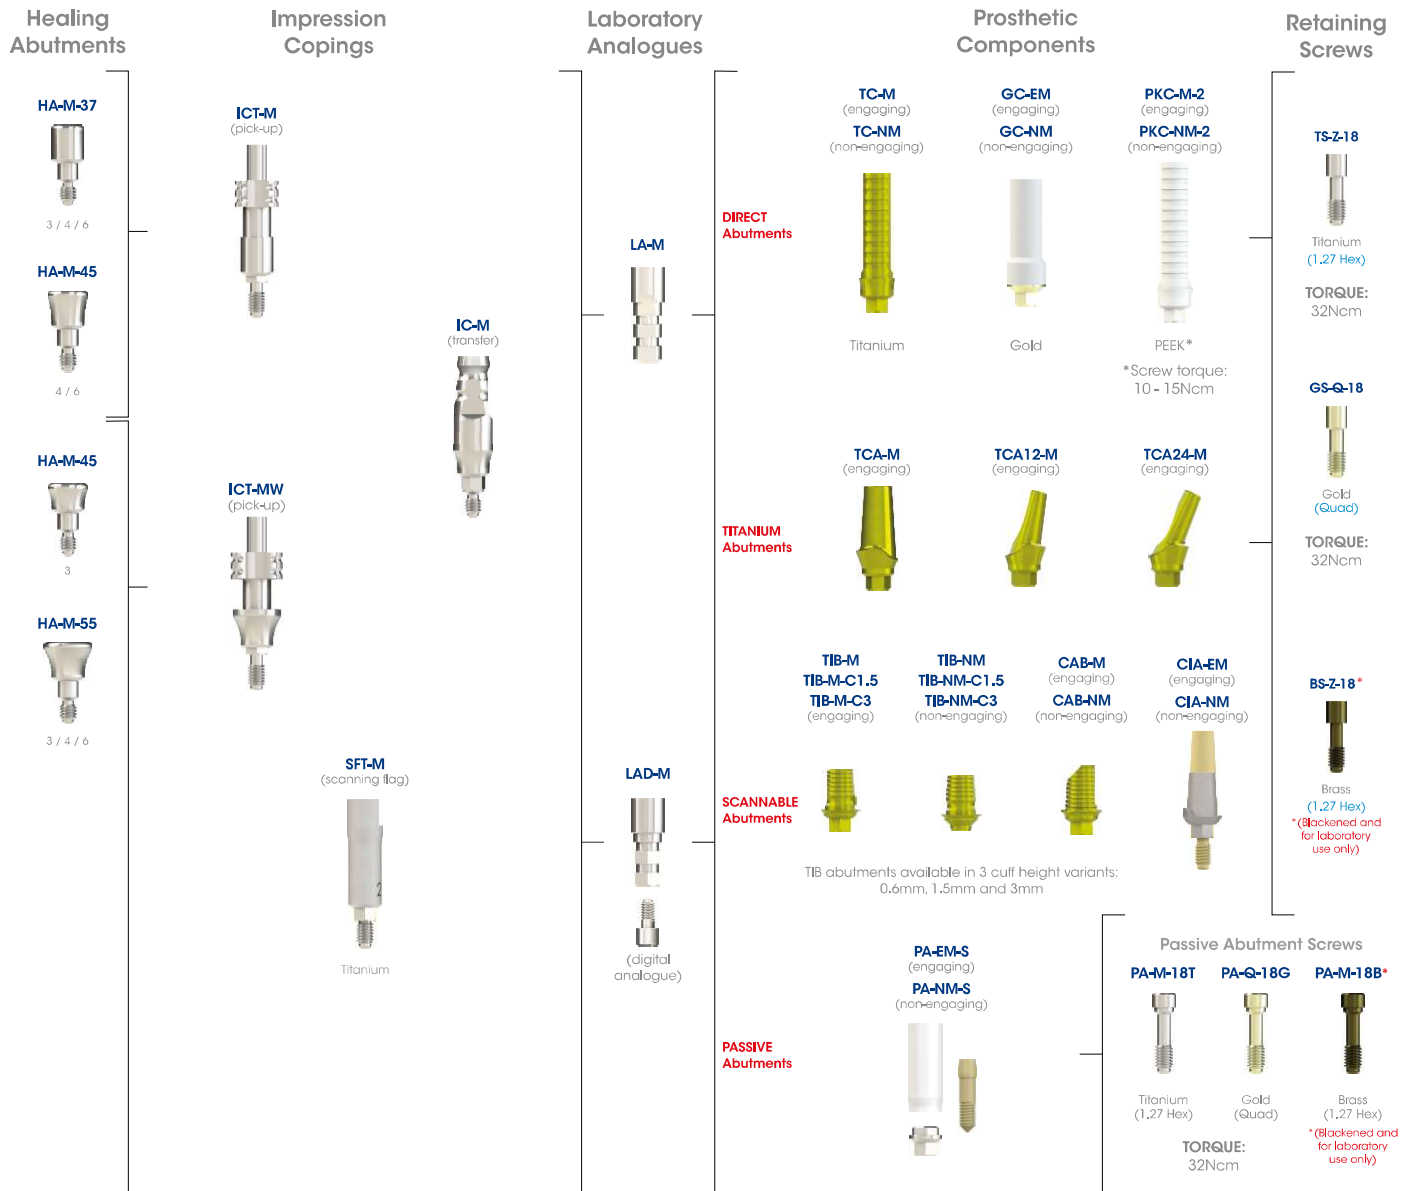 Healing
Abutments
Impression
Copings
Laboratory
Analogues
Prosthetic
Components
Retaining
Screws
HA-M-37
3 / 4 / 6
HA-M-45
4 / 6
HA-M-45
3
HA-M-55
3 / 4 / 6
ICT-M
(pick-up)
IC-M
(transfer)
ICT-MW
(pick-up)
SFT-M
(scanning flag)
2
Titanium
LA-M
LAD-M
(digital
analogue)
DIRECT
Abutments
TC-M
(engaging)
TC-NM
(non-engaging)
Titanium
GC-EM
(engaging)
GC-NM
(non-engaging)
Gold
PKC-M-2
(engaging)
PKC-NM-2
(non-engaging)
PEEK*
*Screw torque:
10 - 15Ncm
TITANIUM
Abutments
TCA-M
(engaging)
TCA12-M
(engaging)
TCA24-M
(engaging)
SCANNABLE
Abutments
TIB-M
TIB-M-C1.5
TIB-M-C3
(engaging)
TIB-NM
TIB-NM-C1.5
TIB-NM-C3
(non-engaging)
CAB-M
(engaging)
CAB-NM
(non-engaging)
CIA-EM
(engaging)
CIA-NM
(non-engaging)
TIB abutments available in 3 cuff height variants:
0.6mm, 1.5mm and 3mm
PASSIVE
Abutments
PA-EM-S
(engaging)
PA-NM-S
(non-engaging)
TS-Z-18
Titanium
(1.27 Hex)
TORQUE:
32Ncm
GS-Q-18
Gold
(Quad)
TORQUE:
32Ncm
BS-Z-18*
Brass
(1.27 Hex)
*(Blackened and
for laboratory
use only)
Passive Abutment Screws
PA-M-18T
Titanium
(1.27 Hex)
PA-Q-18G
Gold
(Quad)
PA-M-18B*
Brass
(1.27 Hex)
*(Blackened and
for laboratory
use only)
TORQUE:
32Ncm